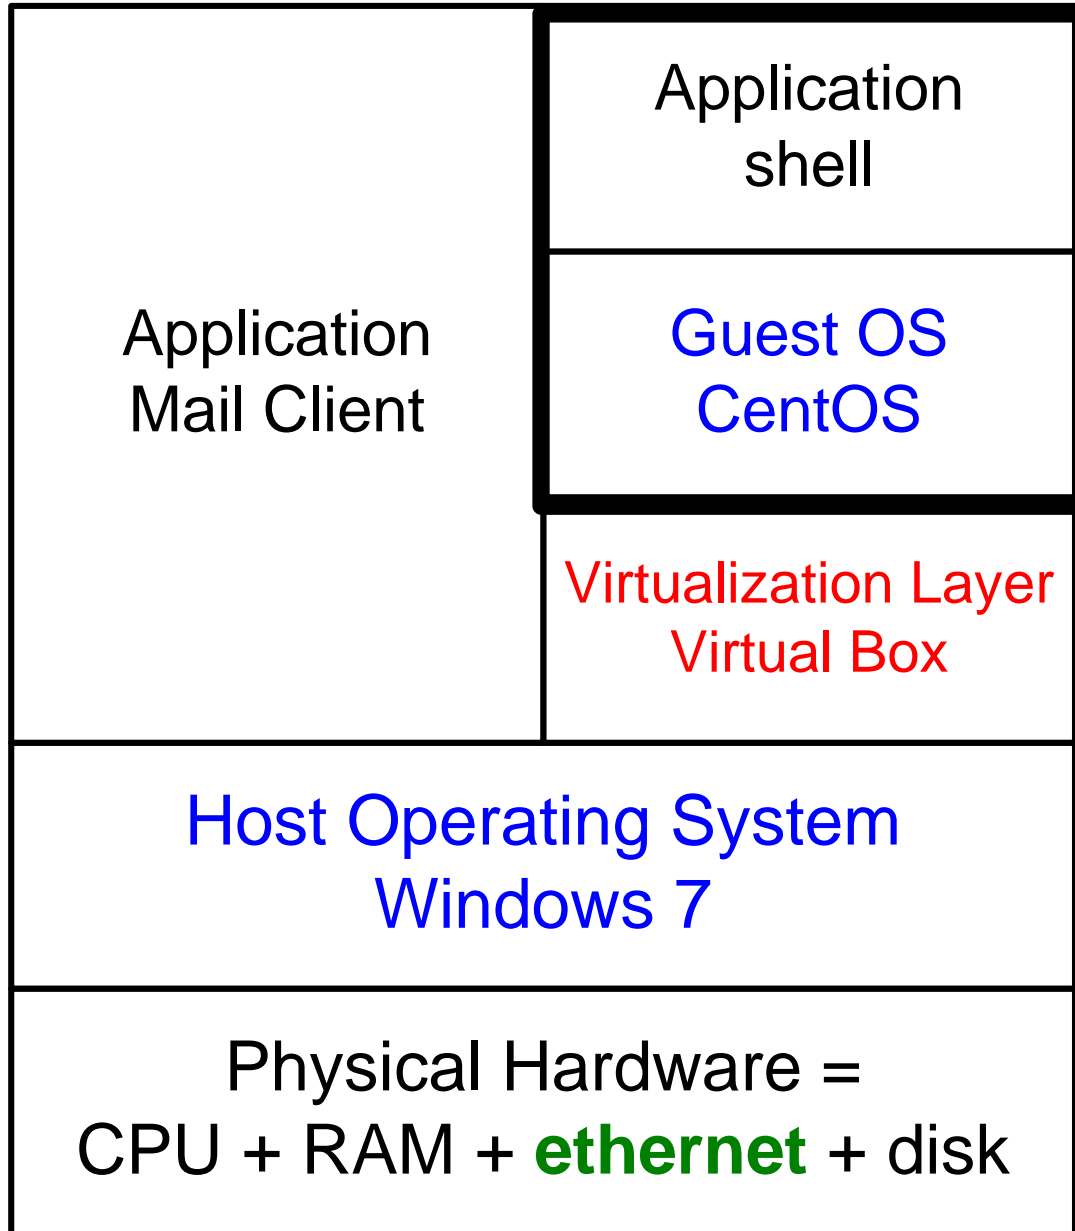 Application
shell
Application
Mail Client
Guest OS
CentOS
Virtualization Layer
Virtual Box
Host Operating System
Windows 7
Physical Hardware =
CPU + RAM + ethernet + disk